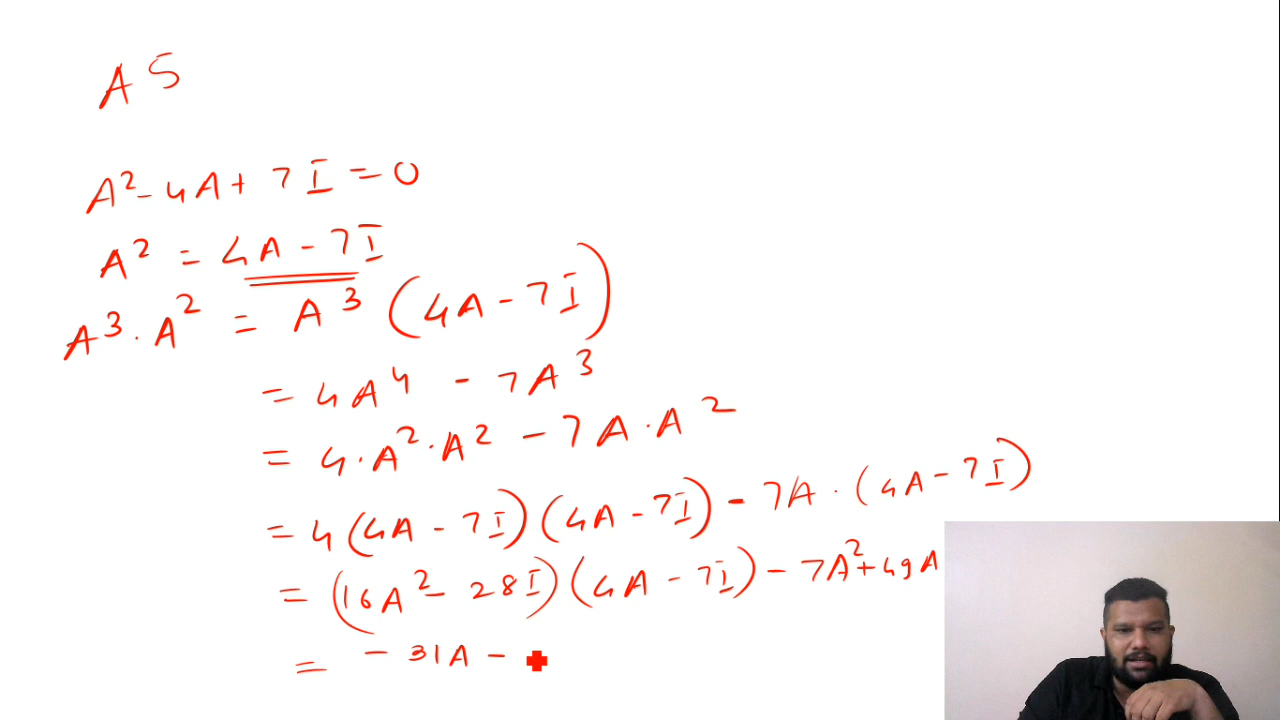 A 5
A² - 4A + 7I = 0
A² = 4A - 7I
A³ · A² = A³ (4A - 7I)
= 4A⁴ - 7A³
= 4·A²·A² - 7A·A²
= 4(4A - 7I)(4A - 7I) - 7A·(4A - 7I)
= (16A² - 28I)(4A - 7I) - 7A² + 49A
= - 31A -